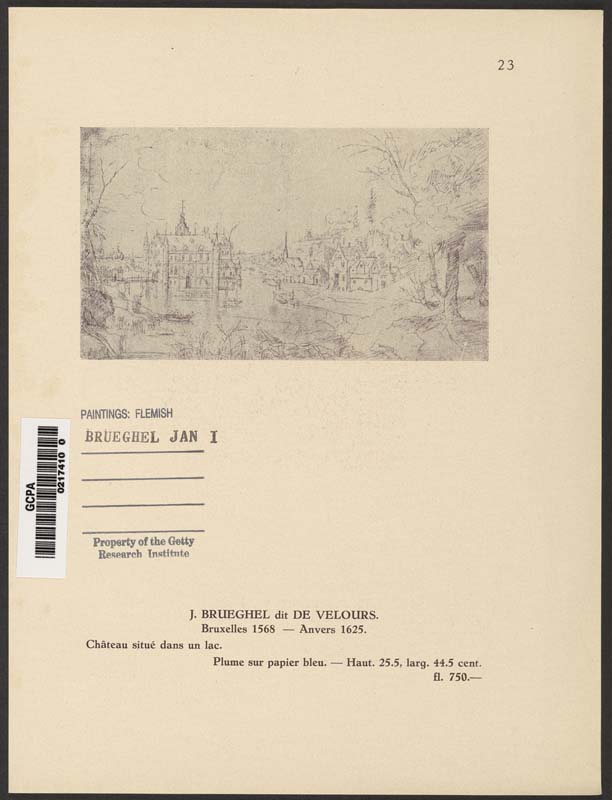 23
PAINTINGS: FLEMISH
BRUEGHEL JAN I
GCPA
0217410 0
Property of the Getty
Research Institute
J. BRUEGHEL dit DE VELOURS.
Bruxelles 1568 — Anvers 1625.
Château situé dans un lac.
Plume sur papier bleu. — Haut. 25.5, larg. 44.5 cent.
fl. 750.—